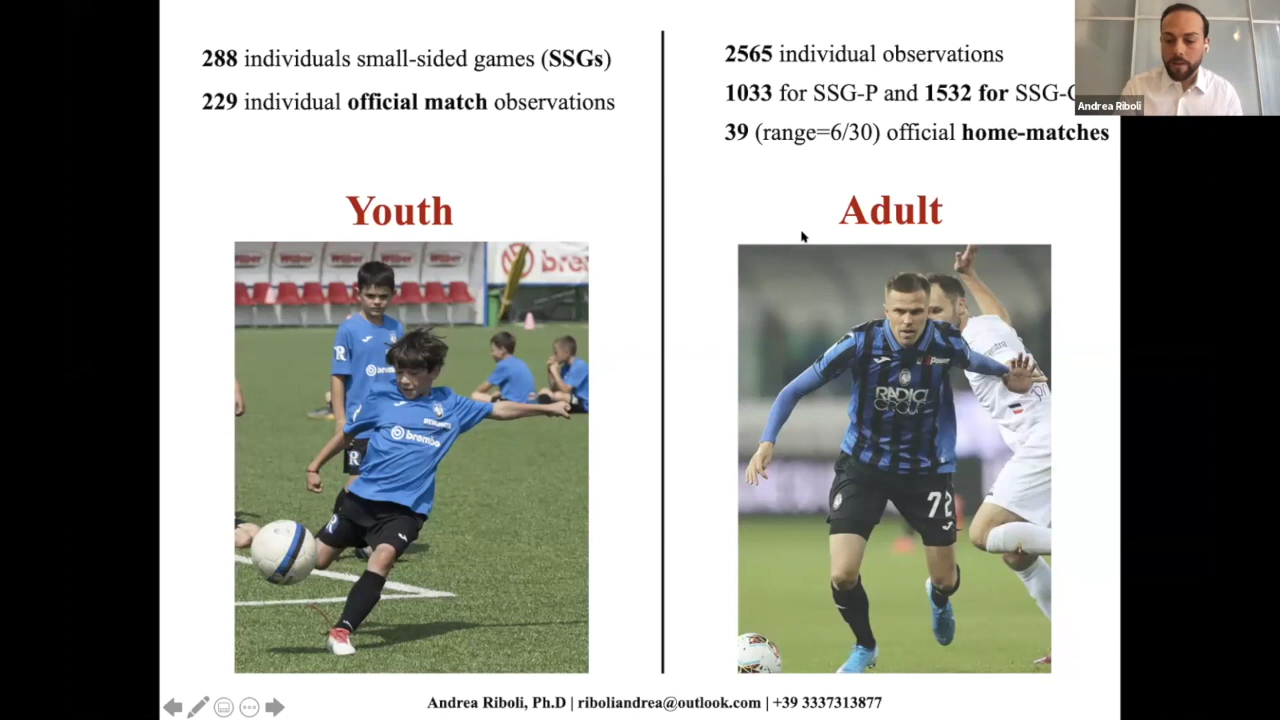 288 individuals small-sided games (SSGs)
229 individual official match observations
2565 individual observations
1033 for SSG-P and 1532 for SSG-
39 (range=6/30) official home-matches
Andrea Riboli
Youth
Adult
brembo
R
R
brembo
RADICI
GROUP
72
Andrea Riboli, Ph.D | riboliandrea@outlook.com | +39 3337313877